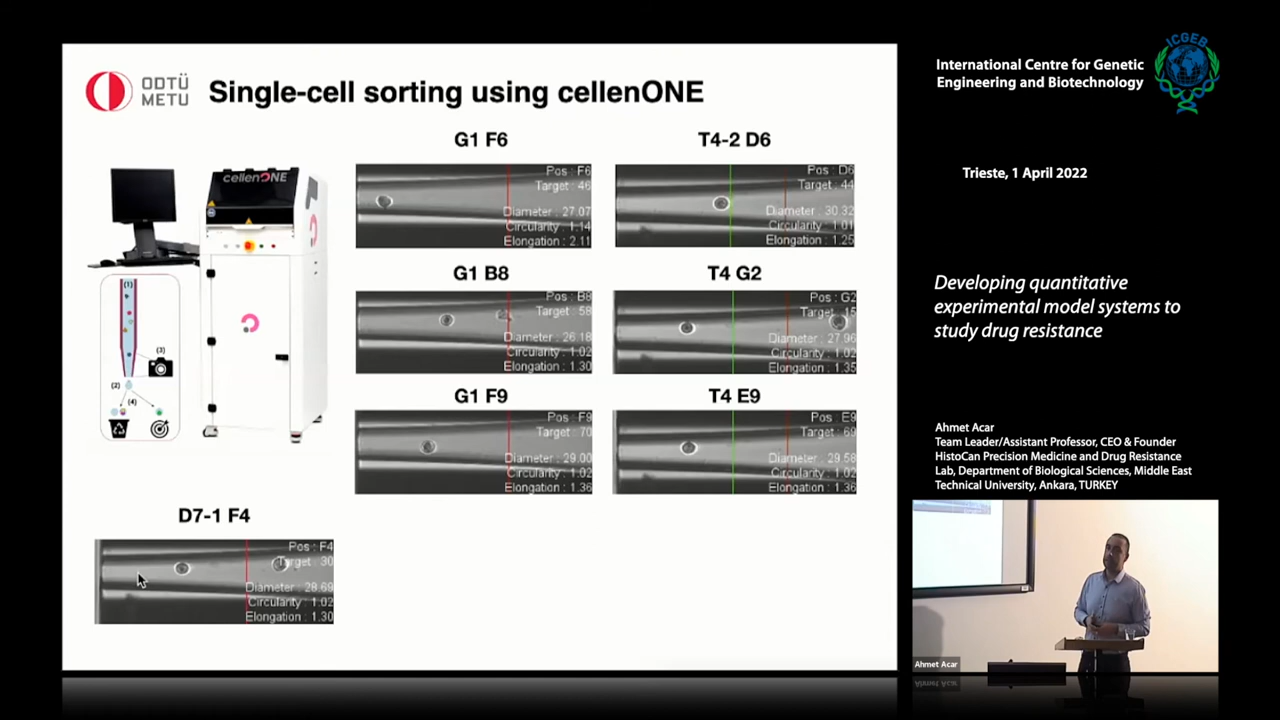 ODTÜ
METU
Single-cell sorting using cellenONE
cellenONE
(1)
(3)
(2)
(4)
G1 F6
Pos : F6
Target : 46
Diameter : 27.07
Circularity : 1.14
Elongation : 2.11
T4-2 D6
Pos : D6
Target : 44
Diameter : 30.32
Circularity : 1.01
Elongation : 1.25
G1 B8
Pos : B8
Target : 58
Diameter : 26.18
Circularity : 1.02
Elongation : 1.30
T4 G2
Pos : G2
Target : 15
Diameter : 27.96
Circularity : 1.02
Elongation : 1.35
G1 F9
Pos : F9
Target : 70
Diameter : 29.00
Circularity : 1.02
Elongation : 1.36
T4 E9
Pos : E9
Target : 69
Diameter : 29.58
Circularity : 1.02
Elongation : 1.36
D7-1 F4
Pos : F4
Target : 30
Diameter : 28.69
Circularity : 1.02
Elongation : 1.30
International Centre for Genetic
Engineering and Biotechnology
ICGEB
Trieste, 1 April 2022
Developing quantitative
experimental model systems to
study drug resistance
Ahmet Acar
Team Leader/Assistant Professor, CEO & Founder
HistoCan Precision Medicine and Drug Resistance
Lab, Department of Biological Sciences, Middle East
Technical University, Ankara, TURKEY
Ahmet Acar